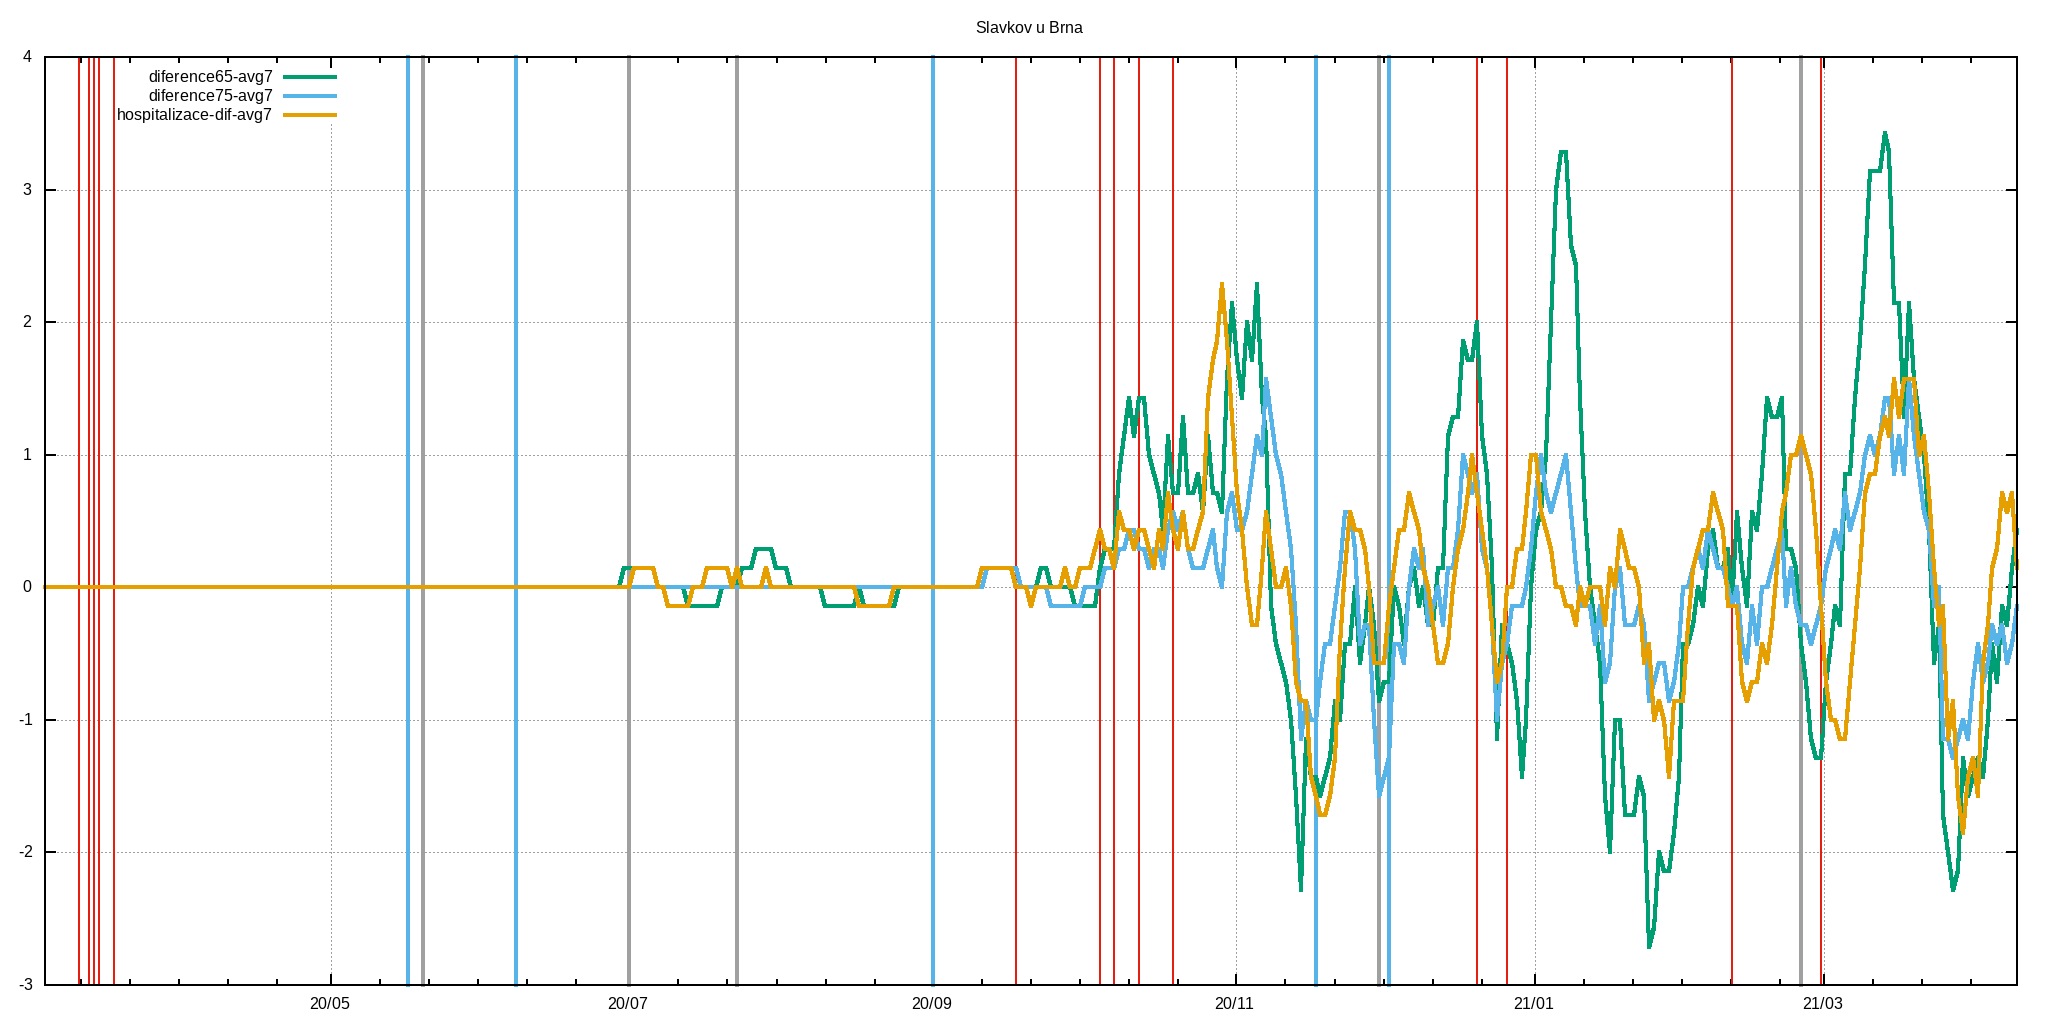 Slavkov u Brna
4
diference65-avg7
diference75-avg7
hospitalizace-dif-avg7
3
2
1
0
-1
-2
-3
20/05 20/07 20/09 20/11 21/01 21/03